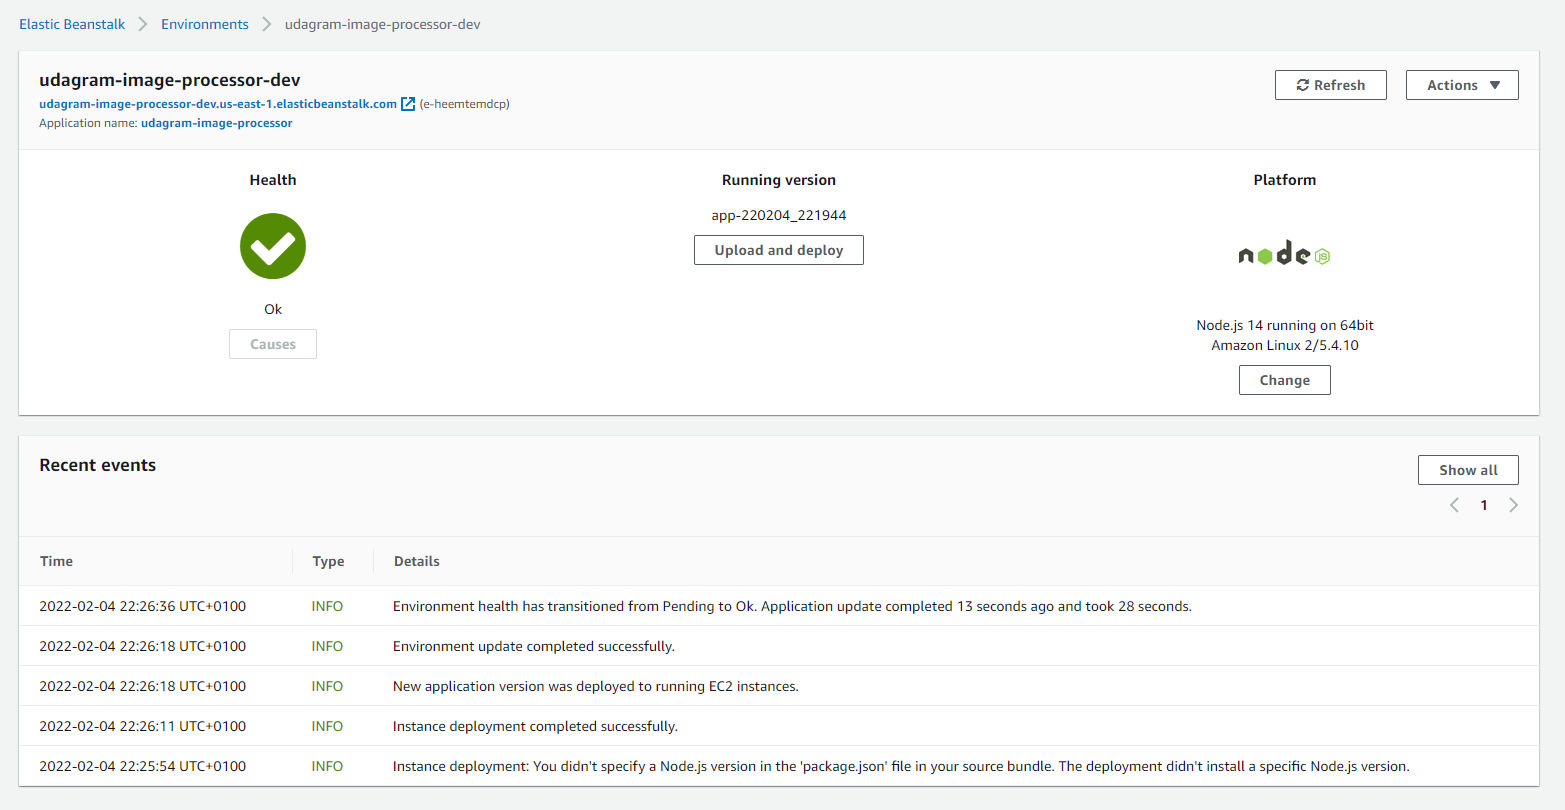 Elastic Beanstalk > Environments > udagram-image-processor-dev
udagram-image-processor-dev
Refresh Actions
udagram-image-processor-dev.us-east-1.elasticbeanstalk.com (e-heemtemdcp)
Application name: udagram-image-processor
Health
Ok
Causes
Running version
app-220204_221944
Upload and deploy
Platform
node JS
Node.js 14 running on 64bit
Amazon Linux 2/5.4.10
Change
Recent events
Show all
1
Time Type Details
2022-02-04 22:26:36 UTC+0100 INFO Environment health has transitioned from Pending to Ok. Application update completed 13 seconds ago and took 28 seconds.
2022-02-04 22:26:18 UTC+0100 INFO Environment update completed successfully.
2022-02-04 22:26:18 UTC+0100 INFO New application version was deployed to running EC2 instances.
2022-02-04 22:26:11 UTC+0100 INFO Instance deployment completed successfully.
2022-02-04 22:25:54 UTC+0100 INFO Instance deployment: You didn't specify a Node.js version in the 'package.json' file in your source bundle. The deployment didn't install a specific Node.js version.